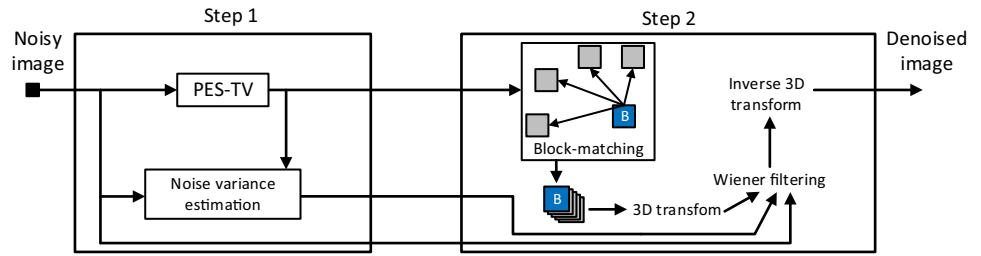 Step 1
Step 2
Noisy
image
Denoised
image
PES-TV
B
Inverse 3D
transform
Block-matching
Noise variance
estimation
B
3D transfom
Wiener filtering